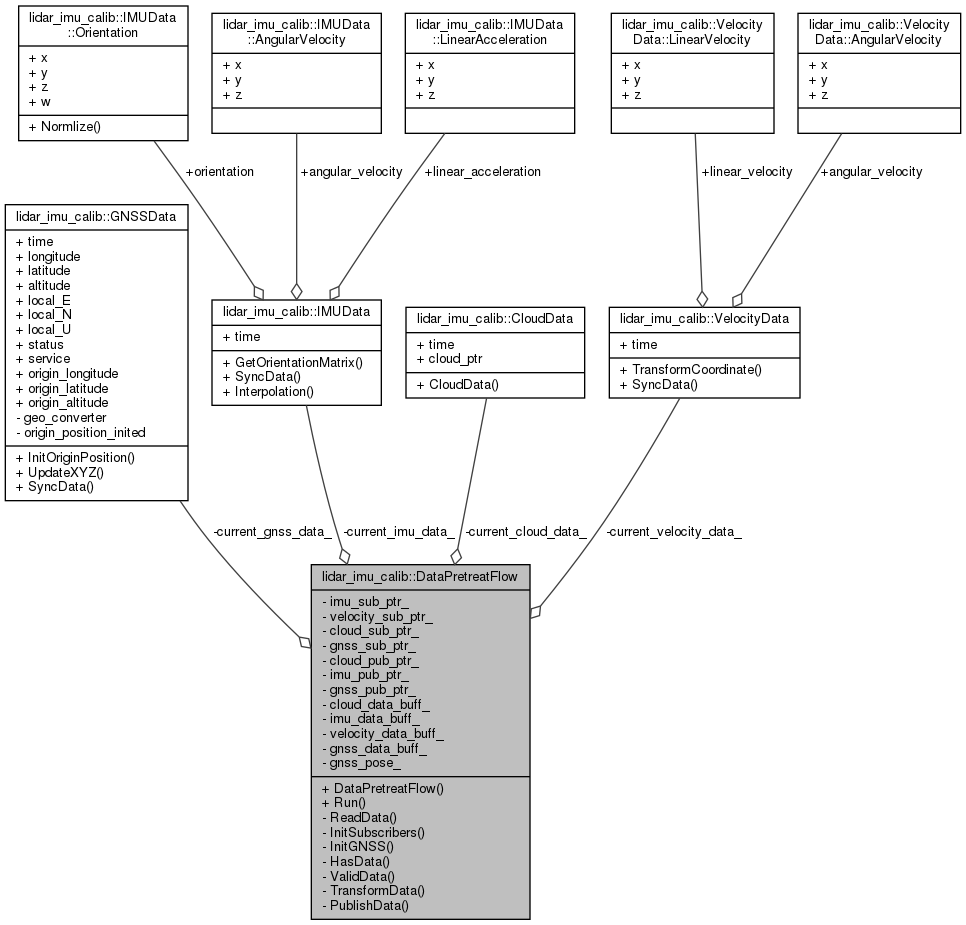 lidar_imu_calib::IMUData
::Orientation
+ x
+ y
+ z
+ w
+ Normlize()
lidar_imu_calib::IMUData
::AngularVelocity
+ x
+ y
+ z
lidar_imu_calib::IMUData
::LinearAcceleration
+ x
+ y
+ z
lidar_imu_calib::Velocity
Data::LinearVelocity
+ x
+ y
+ z
lidar_imu_calib::Velocity
Data::AngularVelocity
+ x
+ y
+ z
+orientation
+angular_velocity
+linear_acceleration
+linear_velocity
+angular_velocity
lidar_imu_calib::GNSSData
+ time
+ longitude
+ latitude
+ altitude
+ local_E
+ local_N
+ local_U
+ status
+ service
+ origin_longitude
+ origin_latitude
+ origin_altitude
- geo_converter
- origin_position_inited
+ InitOriginPosition()
+ UpdateXYZ()
+ SyncData()
lidar_imu_calib::IMUData
+ time
+ GetOrientationMatrix()
+ SyncData()
+ Interpolation()
lidar_imu_calib::CloudData
+ time
+ cloud_ptr
+ CloudData()
lidar_imu_calib::VelocityData
+ time
+ TransformCoordinate()
+ SyncData()
-current_gnss_data_
-current_imu_data_
-current_cloud_data_
-current_velocity_data_
lidar_imu_calib::DataPretreatFlow
- imu_sub_ptr_
- velocity_sub_ptr_
- cloud_sub_ptr_
- gnss_sub_ptr_
- cloud_pub_ptr_
- imu_pub_ptr_
- gnss_pub_ptr_
- cloud_data_buff_
- imu_data_buff_
- velocity_data_buff_
- gnss_data_buff_
- gnss_pose_
+ DataPretreatFlow()
+ Run()
- ReadData()
- InitSubscribers()
- InitGNSS()
- HasData()
- ValidData()
- TransformData()
- PublishData()